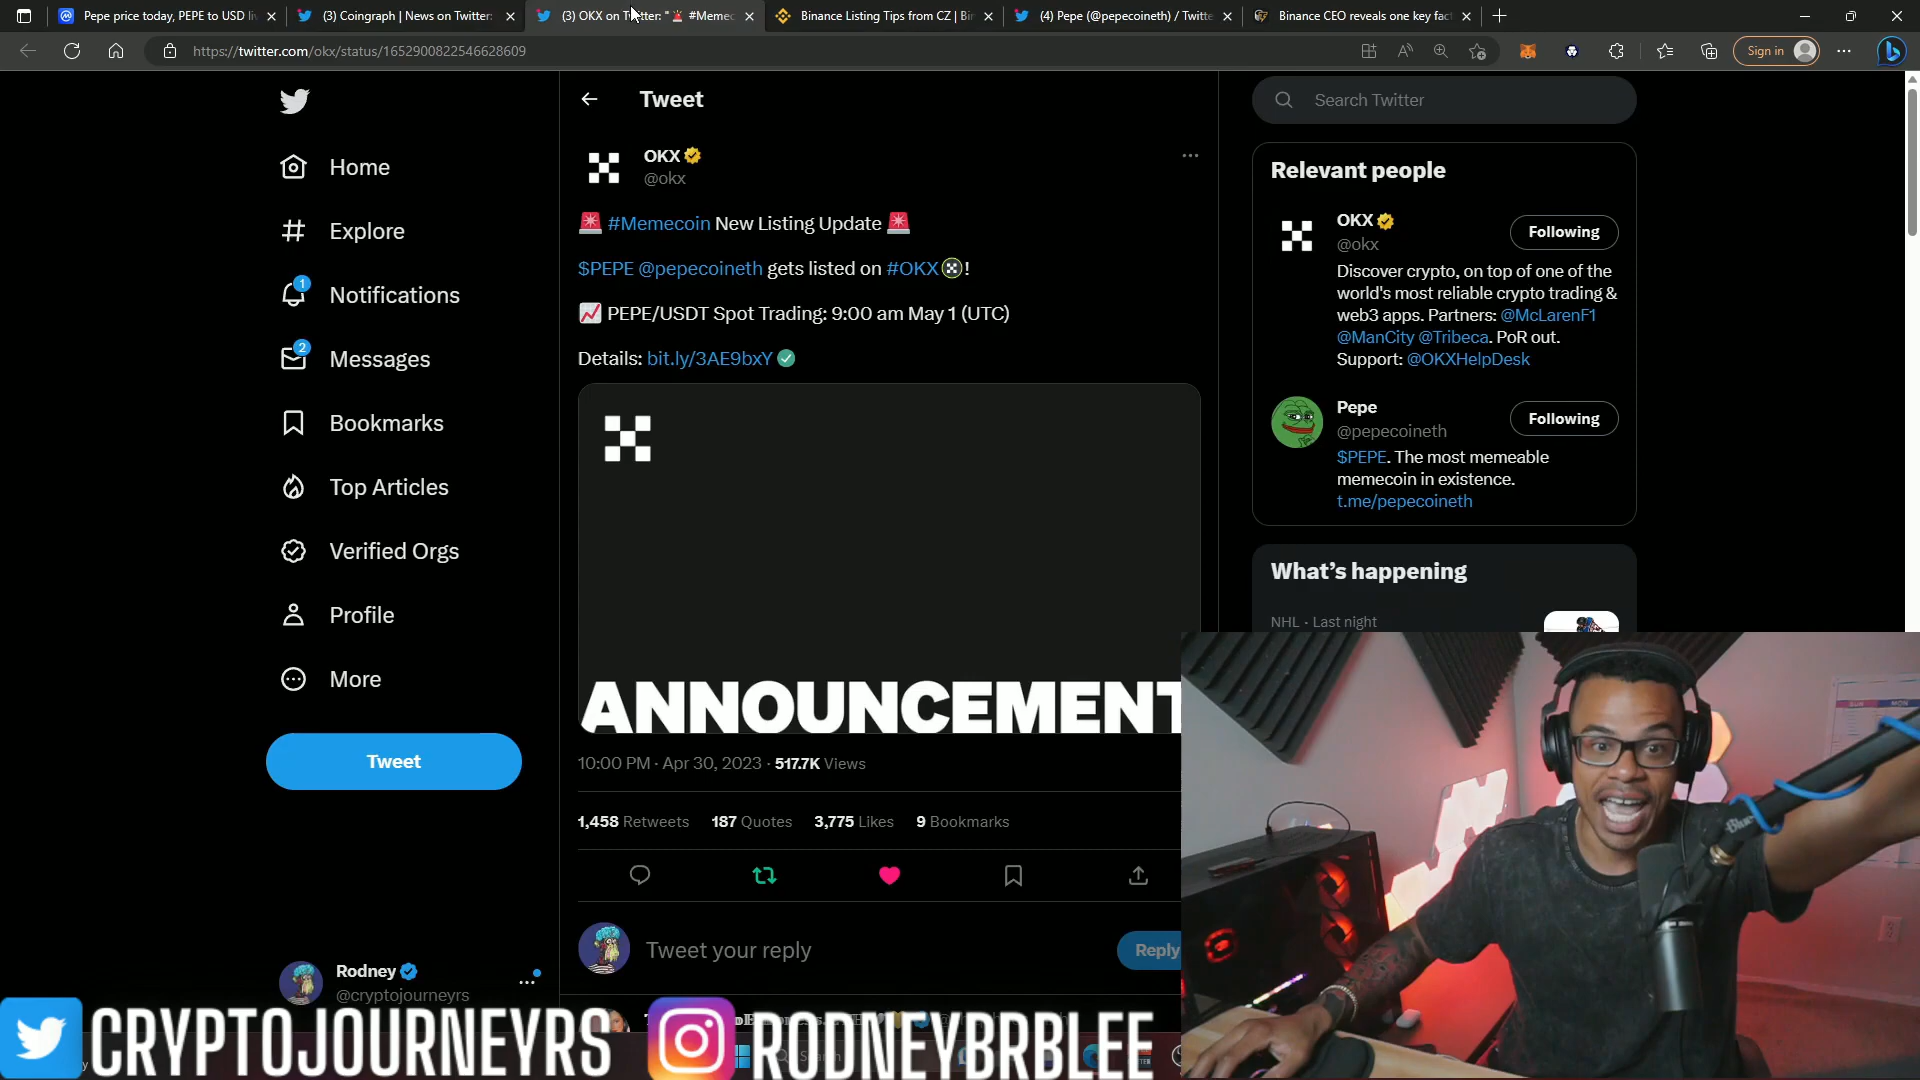 Pepe price today, PEPE to USD li
(3) Coingraph | News on Twitter:
(3) OKX on Twitter: "🚨 #Memec
Binance Listing Tips from CZ | Bi
(4) Pepe (@pepecoineth) / Twitte
Binance CEO reveals one key fac
https://twitter.com/okx/status/1652900822546628609
Sign in
Home
Explore
1
Notifications
2
Messages
Bookmarks
Top Articles
Verified Orgs
Profile
More
Tweet
Rodney
@cryptojourneyrs
Tweet
OKX
@okx
🚨 #Memecoin New Listing Update 🚨
$PEPE @pepecoineth gets listed on #OKX!
📈 PEPE/USDT Spot Trading: 9:00 am May 1 (UTC)
Details: bit.ly/3AE9bxY ✅
ANNOUNCEMENT
10:00 PM · Apr 30, 2023 · 517.7K Views
1,458 Retweets 187 Quotes 3,775 Likes 9 Bookmarks
Tweet your reply
Reply
Search Twitter
Relevant people
OKX
@okx
Following
Discover crypto, on top of one of the
world's most reliable crypto trading &
web3 apps. Partners: @McLarenF1
@ManCity @Tribeca. PoR out.
Support: @OKXHelpDesk
Pepe
@pepecoineth
Following
$PEPE. The most memeable
memecoin in existence.
t.me/pepecoineth
What's happening
NHL · Last night
SUN MON
Blue
CRYPTOJOURNEYRS
RODNEYBRBLEE